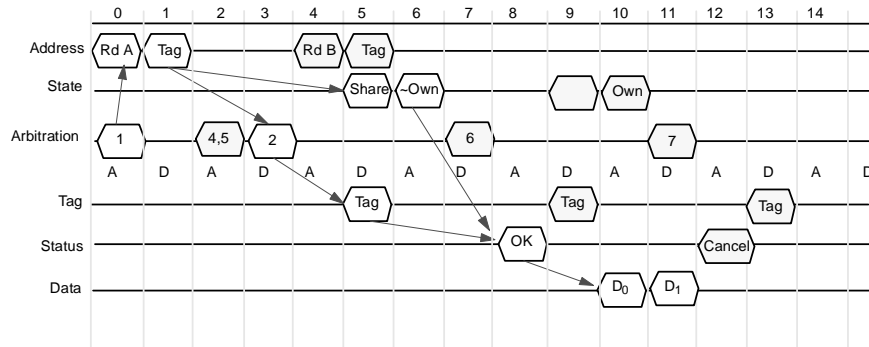 0 1 2 3 4 5 6 7 8 9 10 11 12 13 14
Address Rd A Tag Rd B Tag
State Share ~Own Own
Arbitration 1 4,5 2 6 7
A D A D A D A D A D A D A D A D
Tag Tag Tag Tag
Status OK Cancel
Data D0 D1